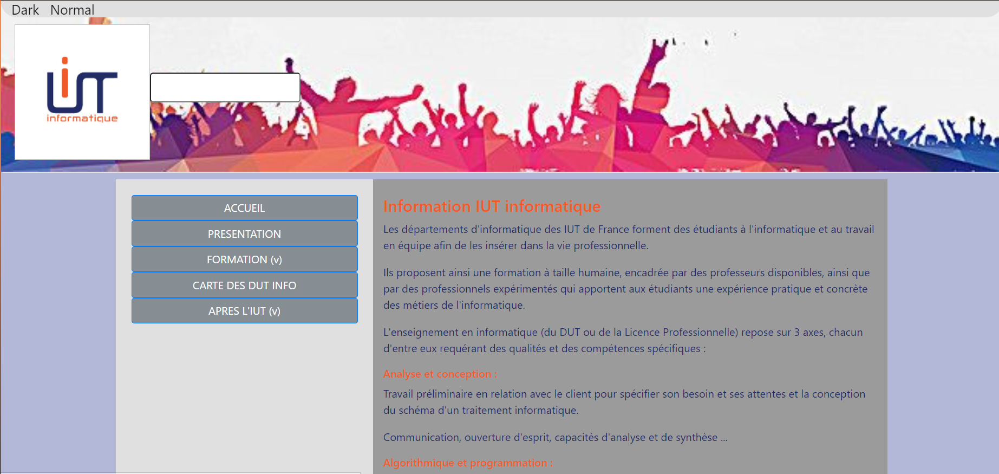 Dark Normal
iUT
informatique
ACCUEIL
PRESENTATION
FORMATION (v)
CARTE DES DUT INFO
APRES L'IUT (v)
Information IUT informatique
Les départements d'informatique des IUT de France forment des étudiants à l'informatique et au travail
en équipe afin de les insérer dans la vie professionnelle.
Ils proposent ainsi une formation à taille humaine, encadrée par des professeurs disponibles, ainsi que
par des professionnels expérimentés qui apportent aux étudiants une expérience pratique et concrète
des métiers de l'informatique.
L'enseignement en informatique (du DUT ou de la Licence Professionnelle) repose sur 3 axes, chacun
d'entre eux requérant des qualités et des compétences spécifiques :
Analyse et conception :
Travail préliminaire en relation avec le client pour spécifier son besoin et ses attentes et la conception
du schéma d'un traitement informatique.
Communication, ouverture d'esprit, capacités d'analyse et de synthèse ...
Algorithmique et programmation :